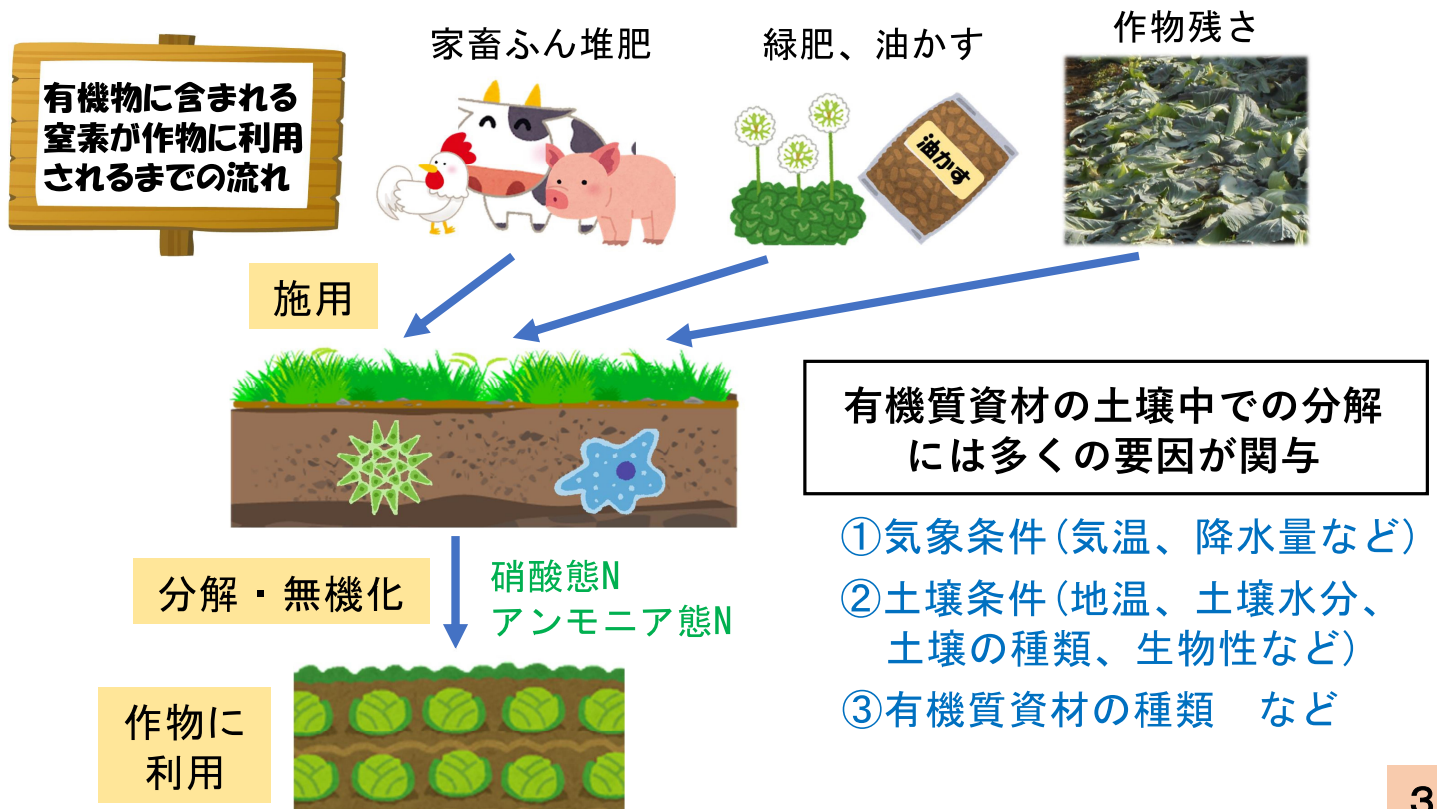 有機物に含まれる
窒素が作物に利用
されるまでの流れ
家畜ふん堆肥
緑肥、油かす
作物残さ
油かす
施用
有機質資材の土壌中での分解
には多くの要因が関与
①気象条件(気温、降水量など)
②土壌条件(地温、土壌水分、
土壌の種類、生物性など)
③有機質資材の種類　など
分解・無機化
硝酸態N
アンモニア態N
作物に
利用
3